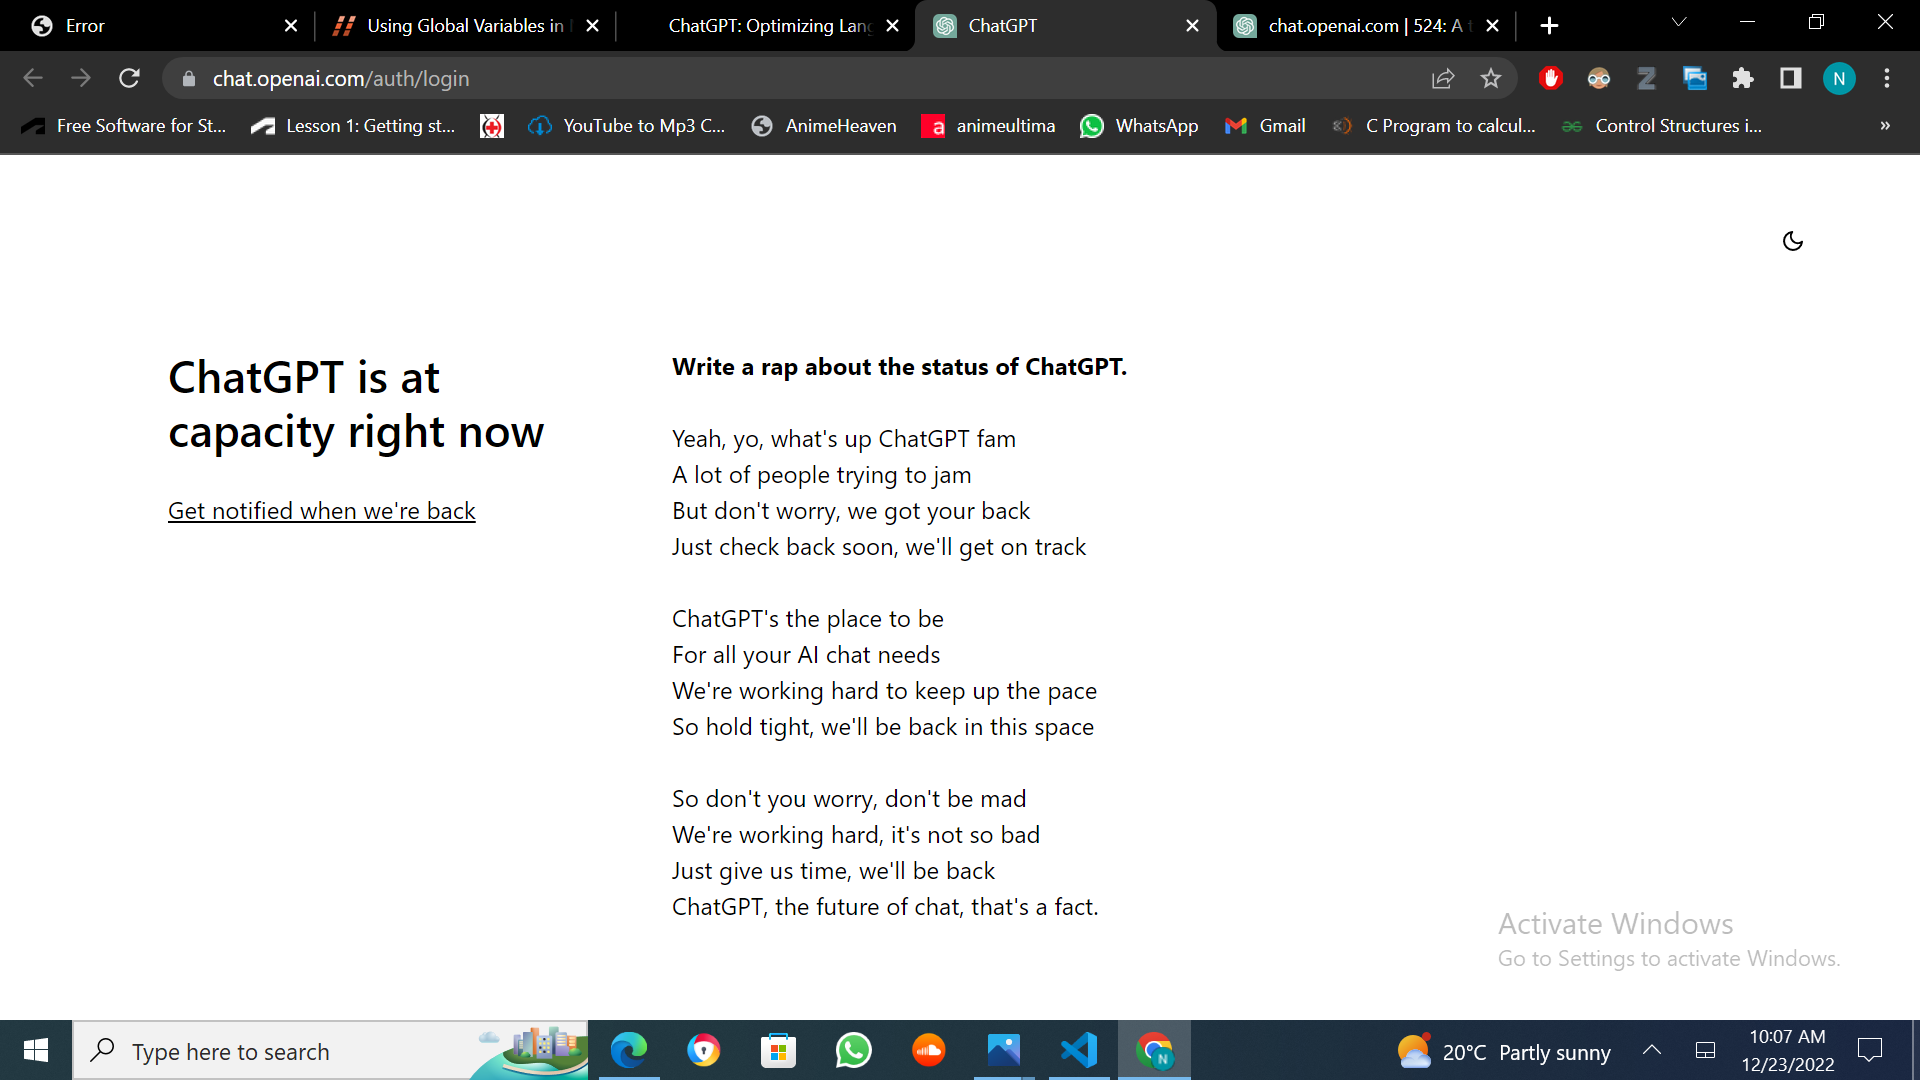 Error
Using Global Variables in
ChatGPT: Optimizing Lang
ChatGPT
chat.openai.com | 524: A t
chat.openai.com/auth/login
N
Free Software for St...
Lesson 1: Getting st...
YouTube to Mp3 C...
AnimeHeaven
a animeultima
WhatsApp
Gmail
C Program to calcul...
Control Structures i...
»
ChatGPT is at
capacity right now
Get notified when we're back
Write a rap about the status of ChatGPT.
Yeah, yo, what's up ChatGPT fam
A lot of people trying to jam
But don't worry, we got your back
Just check back soon, we'll get on track
ChatGPT's the place to be
For all your AI chat needs
We're working hard to keep up the pace
So hold tight, we'll be back in this space
So don't you worry, don't be mad
We're working hard, it's not so bad
Just give us time, we'll be back
ChatGPT, the future of chat, that's a fact.
Activate Windows
Go to Settings to activate Windows.
Type here to search
N
20°C Partly sunny
10:07 AM
12/23/2022